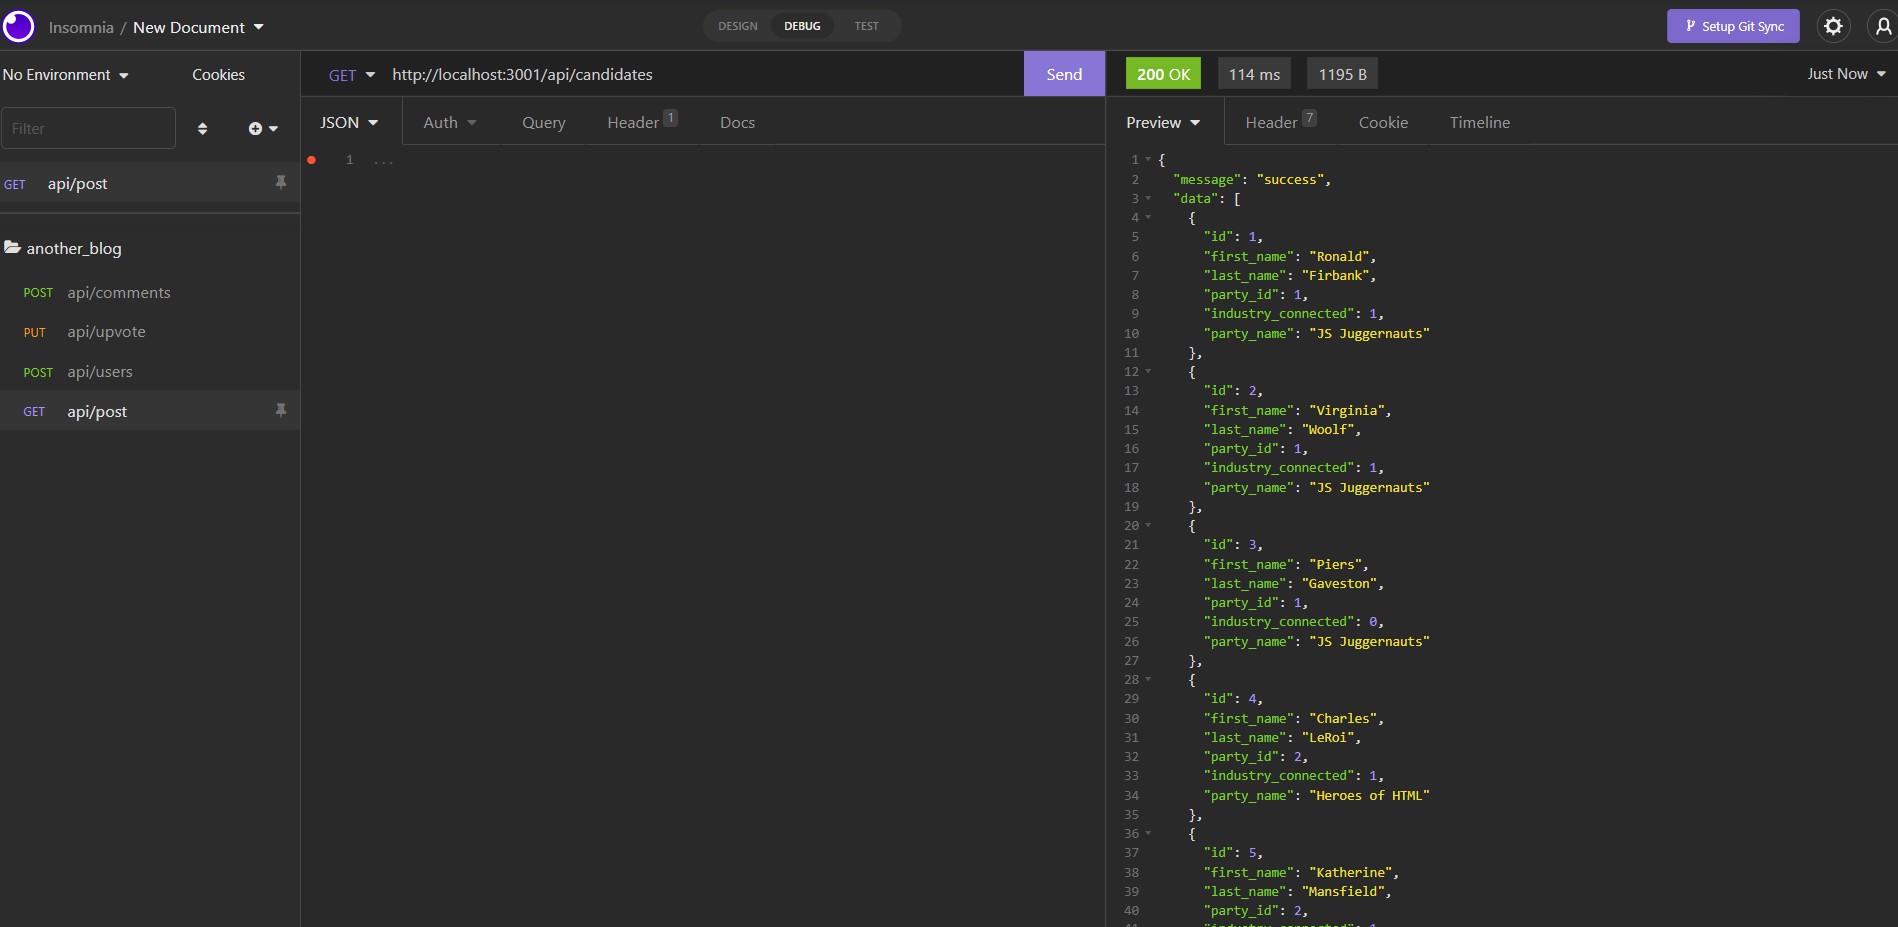 Insomnia / New Document
DESIGN DEBUG TEST
Setup Git Sync
No Environment
Cookies
Filter
GET api/post
another_blog
POST api/comments
PUT api/upvote
POST api/users
GET api/post
GET http://localhost:3001/api/candidates
Send
JSON Auth Query Header 1 Docs
1 ...
200 OK 114 ms 1195 B Just Now
Preview Header 7 Cookie Timeline
1 {
2 "message": "success",
3 "data": [
4 {
5 "id": 1,
6 "first_name": "Ronald",
7 "last_name": "Firbank",
8 "party_id": 1,
9 "industry_connected": 1,
10 "party_name": "JS Juggernauts"
11 },
12 {
13 "id": 2,
14 "first_name": "Virginia",
15 "last_name": "Woolf",
16 "party_id": 1,
17 "industry_connected": 1,
18 "party_name": "JS Juggernauts"
19 },
20 {
21 "id": 3,
22 "first_name": "Piers",
23 "last_name": "Gaveston",
24 "party_id": 1,
25 "industry_connected": 0,
26 "party_name": "JS Juggernauts"
27 },
28 {
29 "id": 4,
30 "first_name": "Charles",
31 "last_name": "LeRoi",
32 "party_id": 2,
33 "industry_connected": 1,
34 "party_name": "Heroes of HTML"
35 },
36 {
37 "id": 5,
38 "first_name": "Katherine",
39 "last_name": "Mansfield",
40 "party_id": 2,